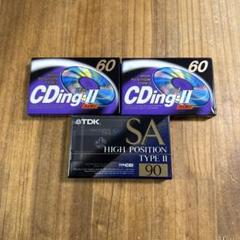 60
CDing-II
60
CDing-II
TDK
SA
HIGH POSITION
TYPE II
90